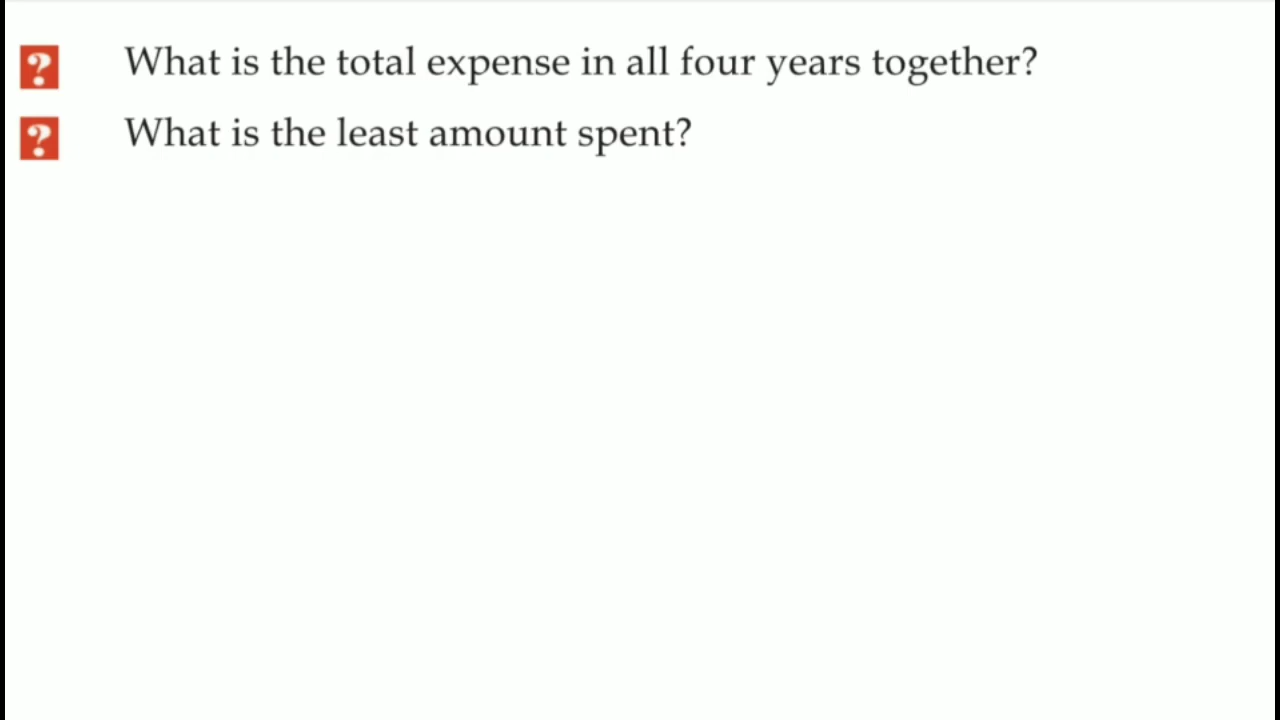 ? What is the total expense in all four years together?
? What is the least amount spent?